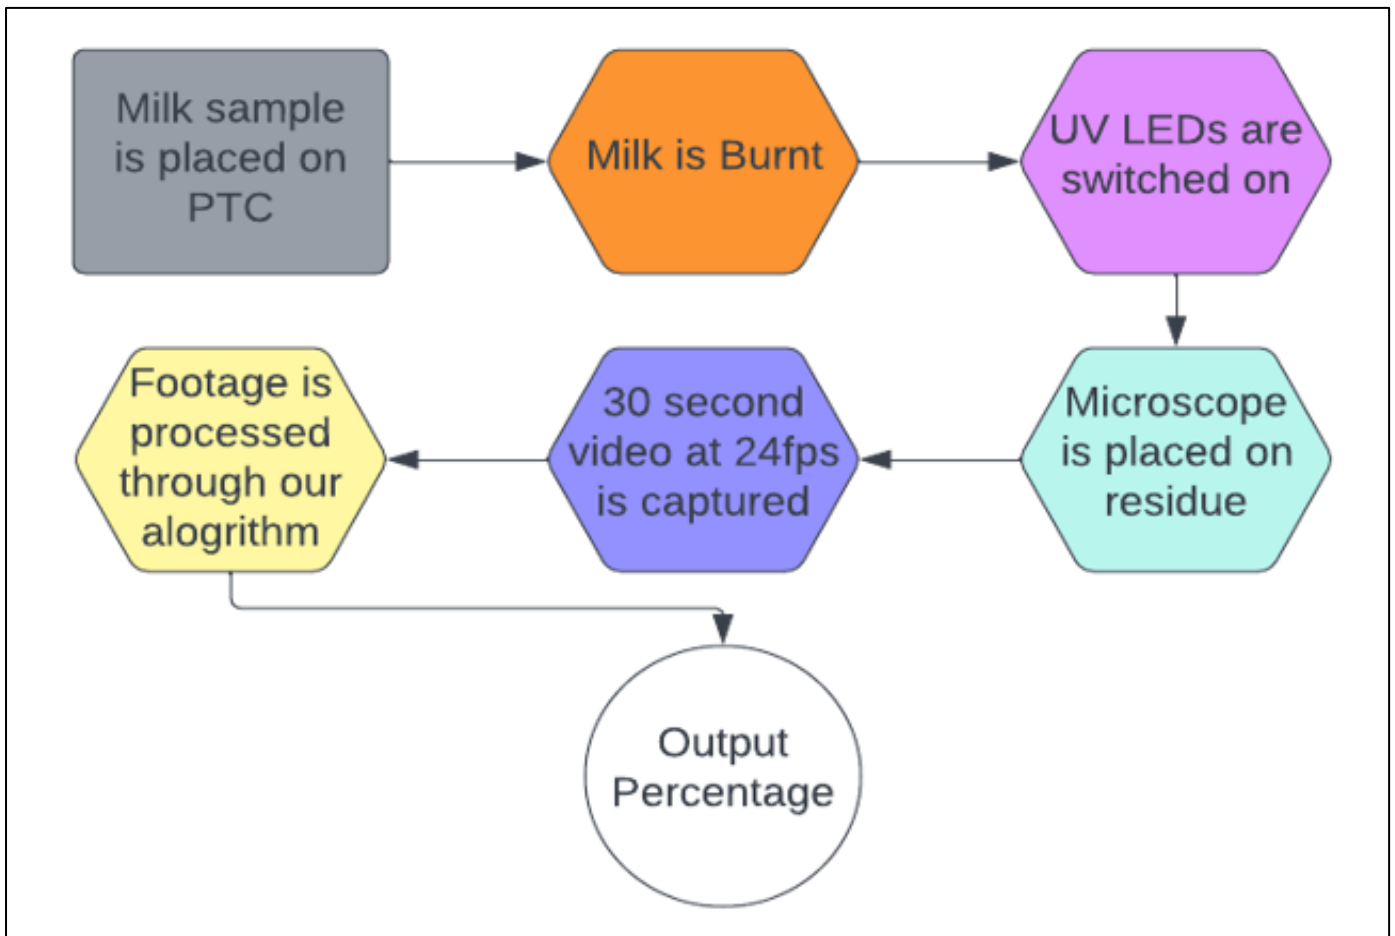 Milk sample
is placed on
PTC
Milk is Burnt
UV LEDs are
switched on
Microscope
is placed on
residue
30 second
video at 24fps
is captured
Footage is
processed
through our
alogrithm
Output
Percentage